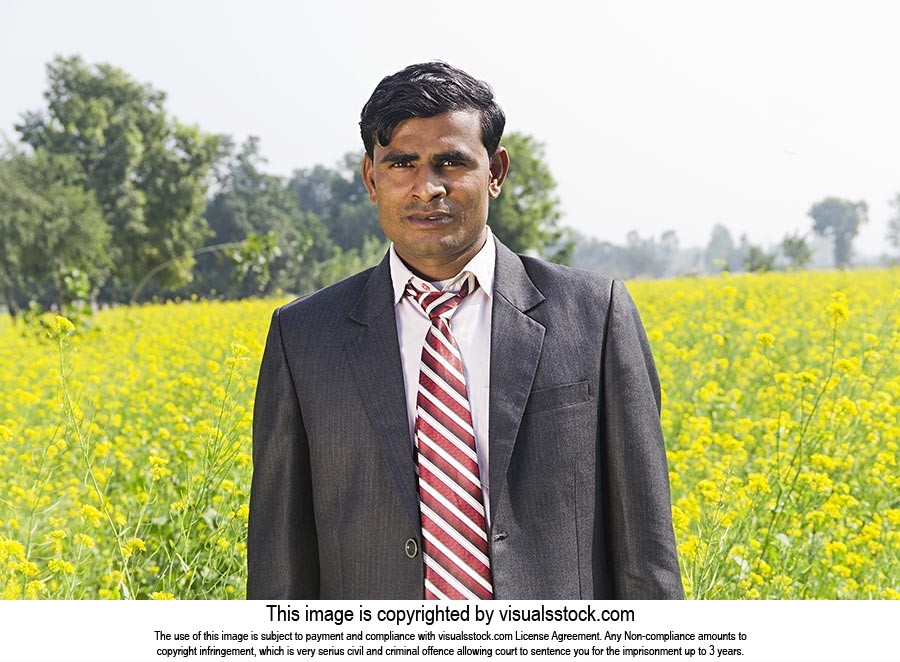 This image is copyrighted by visualsstock.com
The use of this image is subject to payment and compliance with visualsstock.com License Agreement. Any Non-compliance amounts to
copyright infringement, which is very serius civil and criminal offence allowing court to sentence you for the imprisonment up to 3 years.